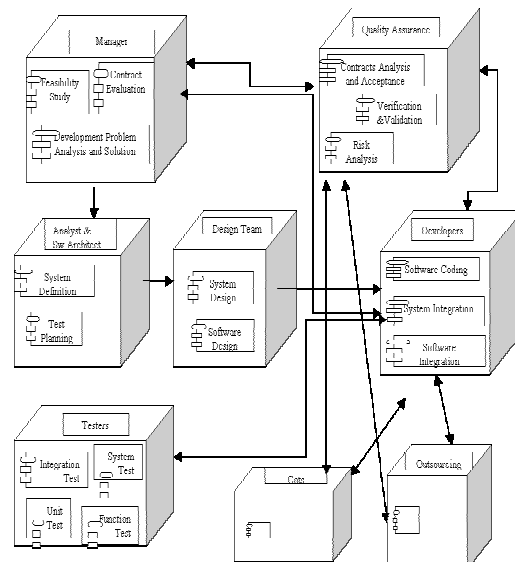 Manager
Feasibility
Study
Contract
Evaluation
Development Problem
Analysis and Solution
Quality Assurance
Contracts Analysis
and Acceptance
Verification
&Validation
Risk
Analysis
Analyst &
Sw Architect
System
Definition
Test
Planning
Design Team
System
Design
Software
Design
Developers
Software Coding
System Integration
Software
Integration
Testers
Integration
Test
System
Test
Unit
Test
Function
Test
Cots
Outsourcing